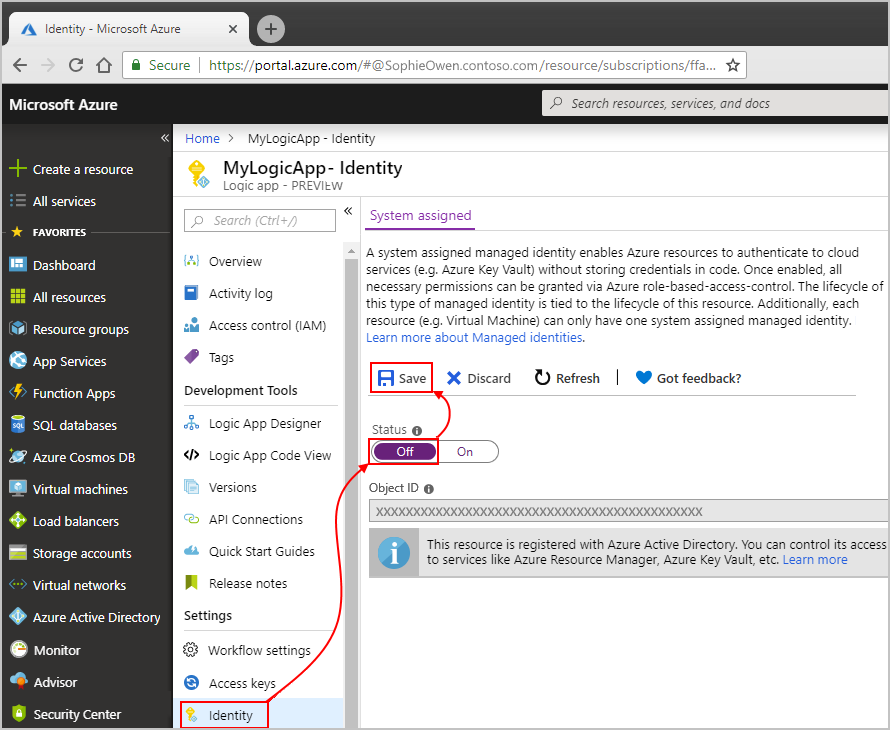 Identity - Microsoft Azure
Secure
https://portal.azure.com/#@SophieOwen.contoso.com/resource/subscriptions/ffa...
Microsoft Azure
Search resources, services, and docs
Create a resource
All services
FAVORITES
Dashboard
All resources
Resource groups
App Services
Function Apps
SQL databases
Azure Cosmos DB
Virtual machines
Load balancers
Storage accounts
Virtual networks
Azure Active Directory
Monitor
Advisor
Security Center
Home > MyLogicApp - Identity
MyLogicApp - Identity
Logic app - PREVIEW
Search (Ctrl+/)
Overview
Activity log
Access control (IAM)
Tags
Development Tools
Logic App Designer
Logic App Code View
Versions
API Connections
Quick Start Guides
Release notes
Settings
Workflow settings
Access keys
Identity
System assigned
A system assigned managed identity enables Azure resources to authenticate to cloud
services (e.g. Azure Key Vault) without storing credentials in code. Once enabled, all
necessary permissions can be granted via Azure role-based-access-control. The lifecycle of
this type of managed identity is tied to the lifecycle of this resource. Additionally, each
resource (e.g. Virtual Machine) can only have one system assigned managed identity.
Learn more about Managed identities.
Save
Discard
Refresh
Got feedback?
Status
Off
On
Object ID
XXXXXXXXXXXXXXXXXXXXXXXXXXXXXXXXXXXXXXXXXXXX
This resource is registered with Azure Active Directory. You can control its access
to services like Azure Resource Manager, Azure Key Vault, etc. Learn more